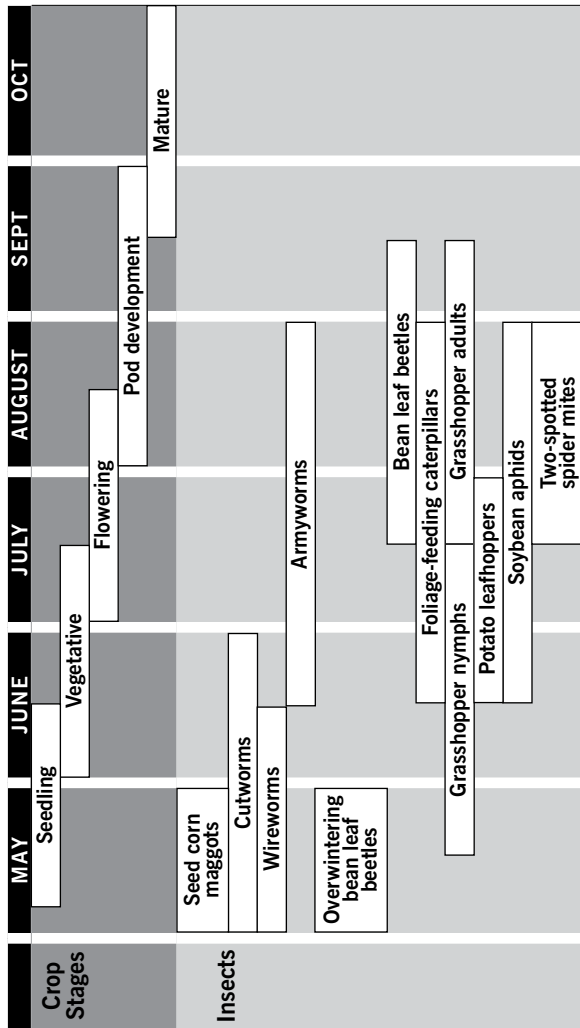 MAY
JUNE
JULY
AUGUST
SEPT
OCT
Crop
Stages
Seedling
Vegetative
Flowering
Pod development
Mature
Insects
Seed corn
maggots
Cutworms
Wireworms
Armyworms
Overwintering
bean leaf
beetles
Bean leaf beetles
Foliage-feeding caterpillars
Grasshopper nymphs
Grasshopper adults
Potato leafhoppers
Soybean aphids
Two-spotted
spider mites